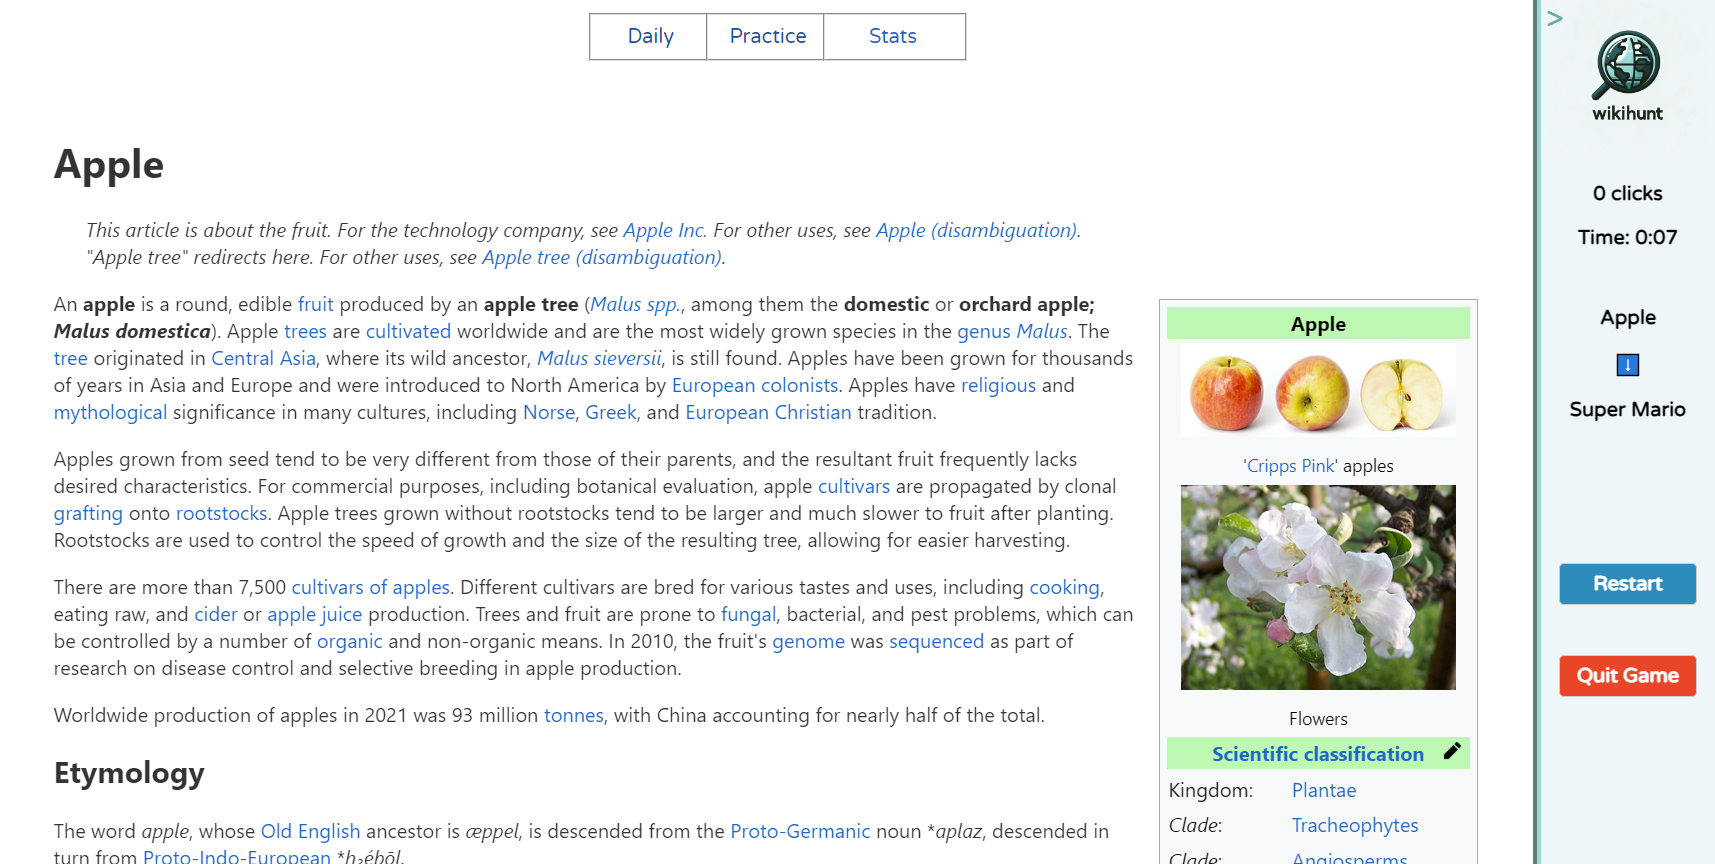 Daily Practice Stats
>
wikihunt
0 clicks
Time: 0:07
Apple
↓
Super Mario
Restart
Quit Game
Apple
This article is about the fruit. For the technology company, see Apple Inc. For other uses, see Apple (disambiguation).
"Apple tree" redirects here. For other uses, see Apple tree (disambiguation).
An apple is a round, edible fruit produced by an apple tree (Malus spp., among them the domestic or orchard apple;
Malus domestica). Apple trees are cultivated worldwide and are the most widely grown species in the genus Malus. The
tree originated in Central Asia, where its wild ancestor, Malus sieversii, is still found. Apples have been grown for thousands
of years in Asia and Europe and were introduced to North America by European colonists. Apples have religious and
mythological significance in many cultures, including Norse, Greek, and European Christian tradition.
Apples grown from seed tend to be very different from those of their parents, and the resultant fruit frequently lacks
desired characteristics. For commercial purposes, including botanical evaluation, apple cultivars are propagated by clonal
grafting onto rootstocks. Apple trees grown without rootstocks tend to be larger and much slower to fruit after planting.
Rootstocks are used to control the speed of growth and the size of the resulting tree, allowing for easier harvesting.
There are more than 7,500 cultivars of apples. Different cultivars are bred for various tastes and uses, including cooking,
eating raw, and cider or apple juice production. Trees and fruit are prone to fungal, bacterial, and pest problems, which can
be controlled by a number of organic and non-organic means. In 2010, the fruit's genome was sequenced as part of
research on disease control and selective breeding in apple production.
Worldwide production of apples in 2021 was 93 million tonnes, with China accounting for nearly half of the total.
Etymology
The word apple, whose Old English ancestor is æppel, is descended from the Proto-Germanic noun *aplaz, descended in
turn from Proto-Indo-European *h₂ébōl.
Apple
'Cripps Pink' apples
Flowers
Scientific classification
Kingdom: Plantae
Clade: Tracheophytes
Clade: Angiosperms